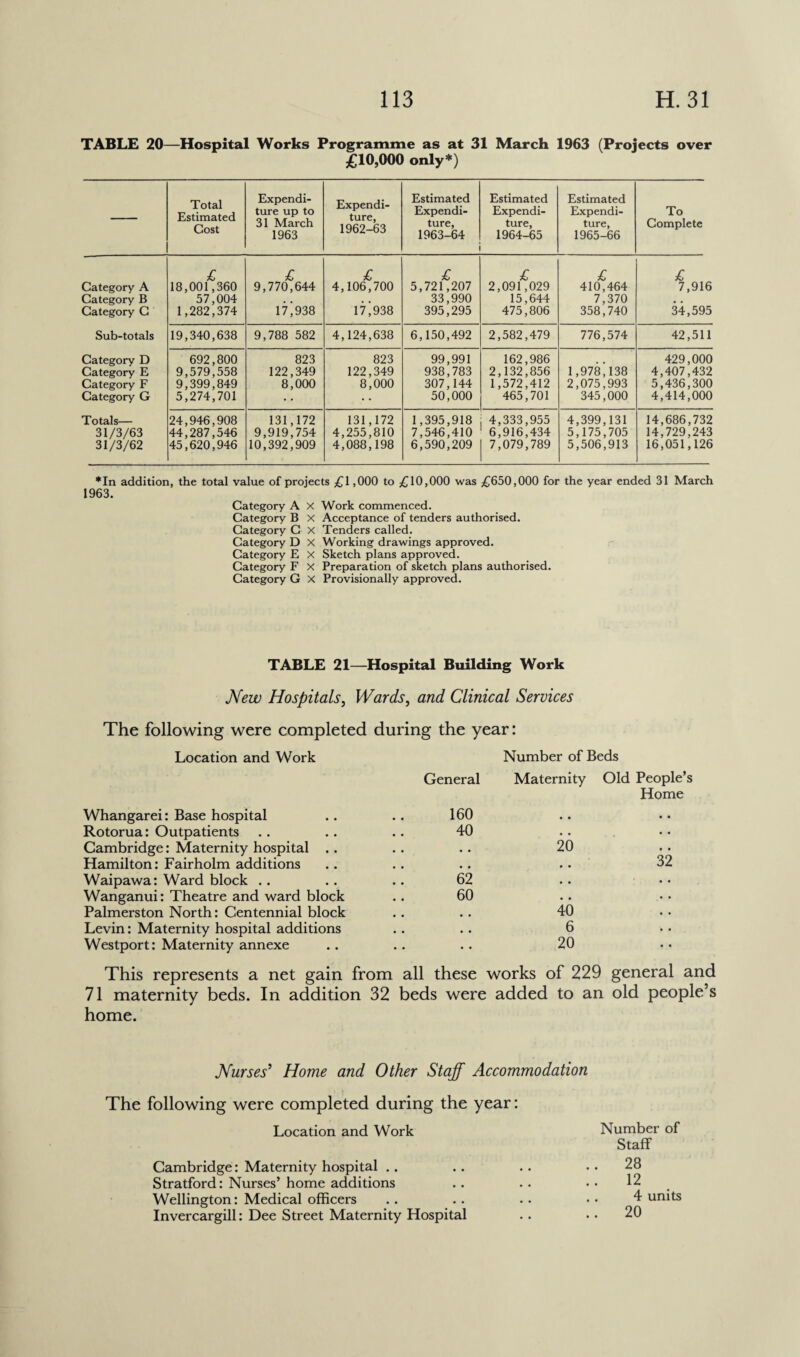 113 H. 31
TABLE 20—Hospital Works Programme as at 31 March 1963 (Projects over
£10,000 only*)
—— | Total Estimated Cost | Expendi-ture up to 31 March 1963 | Expendi-ture, 1962-63 | Estimated Expendi-ture, 1963-64 | Estimated Expendi-ture, 1964-65 | Estimated Expendi-ture, 1965-66 | To Complete
£ £ £ £ £ £ £
Category A 18,001,360 9,770,644 4,106,700 5,721,207 2,091,029 410,464 7,916
Category B 57,004 .. .. 33,990 15,644 7,370 ..
Category C 1,282,374 17,938 17,938 395,295 475,806 358,740 34,595
Sub-totals 19,340,638 9,788 582 4,124,638 6,150,492 2,582,479 776,574 42,511
Category D 692,800 823 823 99,991 162,986 .. 429,000
Category E 9,579,558 122,349 122,349 938,783 2,132,856 1,978,138 4,407,432
Category F 9,399,849 8,000 8,000 307,144 1,572,412 2,075,993 5,436,300
Category G 5,274,701 .. .. 50,000 465,701 345,000 4,414,000
Totals— 24,946,908 131,172 131,172 1,395,918 4,333,955 4,399,131 14,686,732
31/3/63 44,287,546 9,919,754 4,255,810 7,546,410 6,916,434 5,175,705 14,729,243
31/3/62 45,620,946 10,392,909 4,088,198 6,590,209 7,079,789 5,506,913 16,051,126
*In addition, the total value of projects £1,000 to £10,000 was £650,000 for the year ended 31 March
1963.
Category A X Work commenced.
Category B X Acceptance of tenders authorised.
Category C X Tenders called.
Category D X Working drawings approved.
Category E X Sketch plans approved.
Category F X Preparation of sketch plans authorised.
Category G X Provisionally approved.
TABLE 21—Hospital Building Work
New Hospitals, Wards, and Clinical Services
The following were completed during the year:
Location and Work Number of Beds
General Maternity Old People's
Home
Whangarei: Base hospital .. .. 160 .. ..
Rotorua: Outpatients .. .. .. 40 .. ..
Cambridge: Maternity hospital .. .. .. 20 ..
Hamilton: Fairholm additions .. .. .. .. 32
Waipawa: Ward block .. .. .. 62 .. ..
Wanganui: Theatre and ward block .. 60 .. ..
Palmerston North: Centennial block .. .. 40 ..
Levin: Maternity hospital additions .. .. 6 ..
Westport: Maternity annexe .. .. .. 20 ..
This represents a net gain from all these works of 229 general and
71 maternity beds. In addition 32 beds were added to an old people's
home.
Nurses' Home and Other Staff Accommodation
The following were completed during the year:
Location and Work Number of
Staff
Cambridge: Maternity hospital .. .. .. .. 28
Stratford: Nurses' home additions .. .. .. 12
Wellington: Medical officers .. .. .. .. 4 units
Invercargill: Dee Street Maternity Hospital .. .. 20